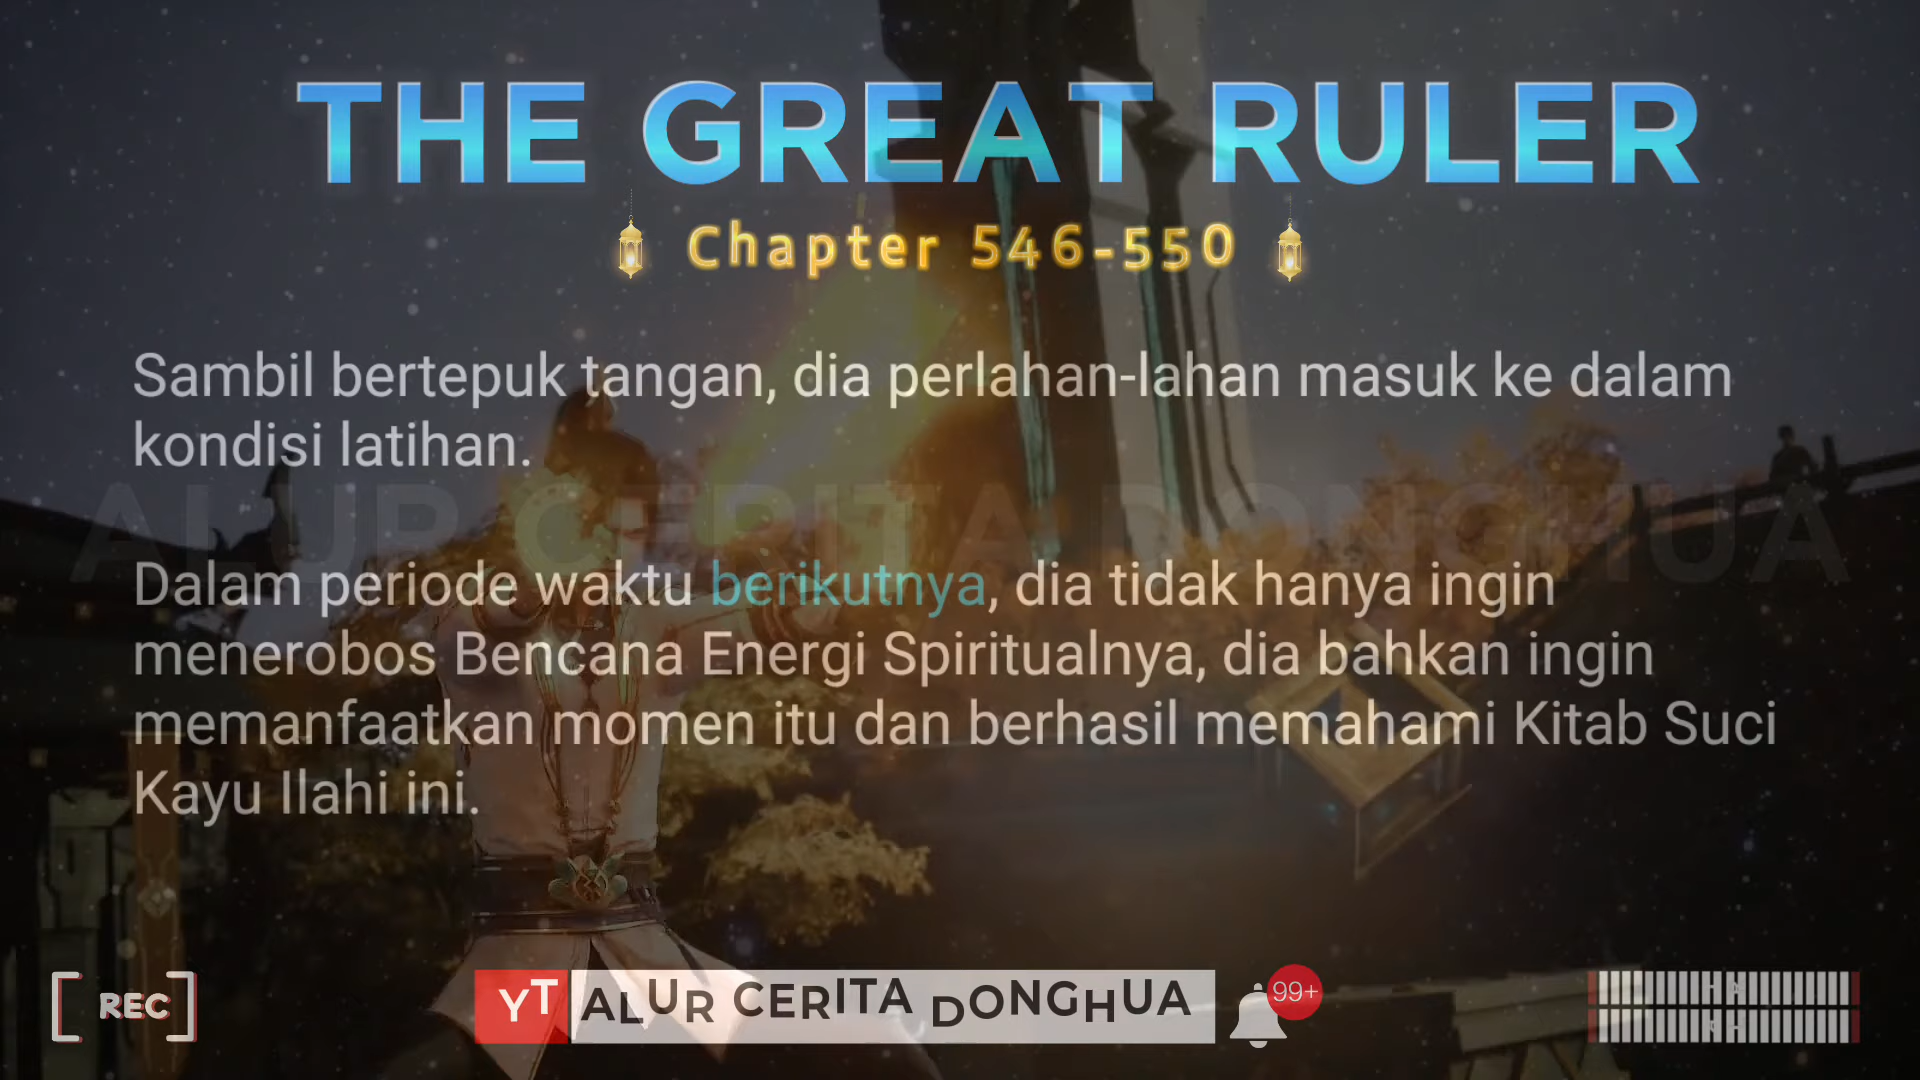 THE GREAT RULER
Chapter 546-550
Sambil bertepuk tangan, dia perlahan-lahan masuk ke dalam
kondisi latihan.
ALUR CERITA DONGHUA
Dalam periode waktu berikutnya, dia tidak hanya ingin
menerobos Bencana Energi Spiritualnya, dia bahkan ingin
memanfaatkan momen itu dan berhasil memahami Kitab Suci
Kayu Ilahi ini.
REC
YT ALUR CERITA DONGHUA
99+